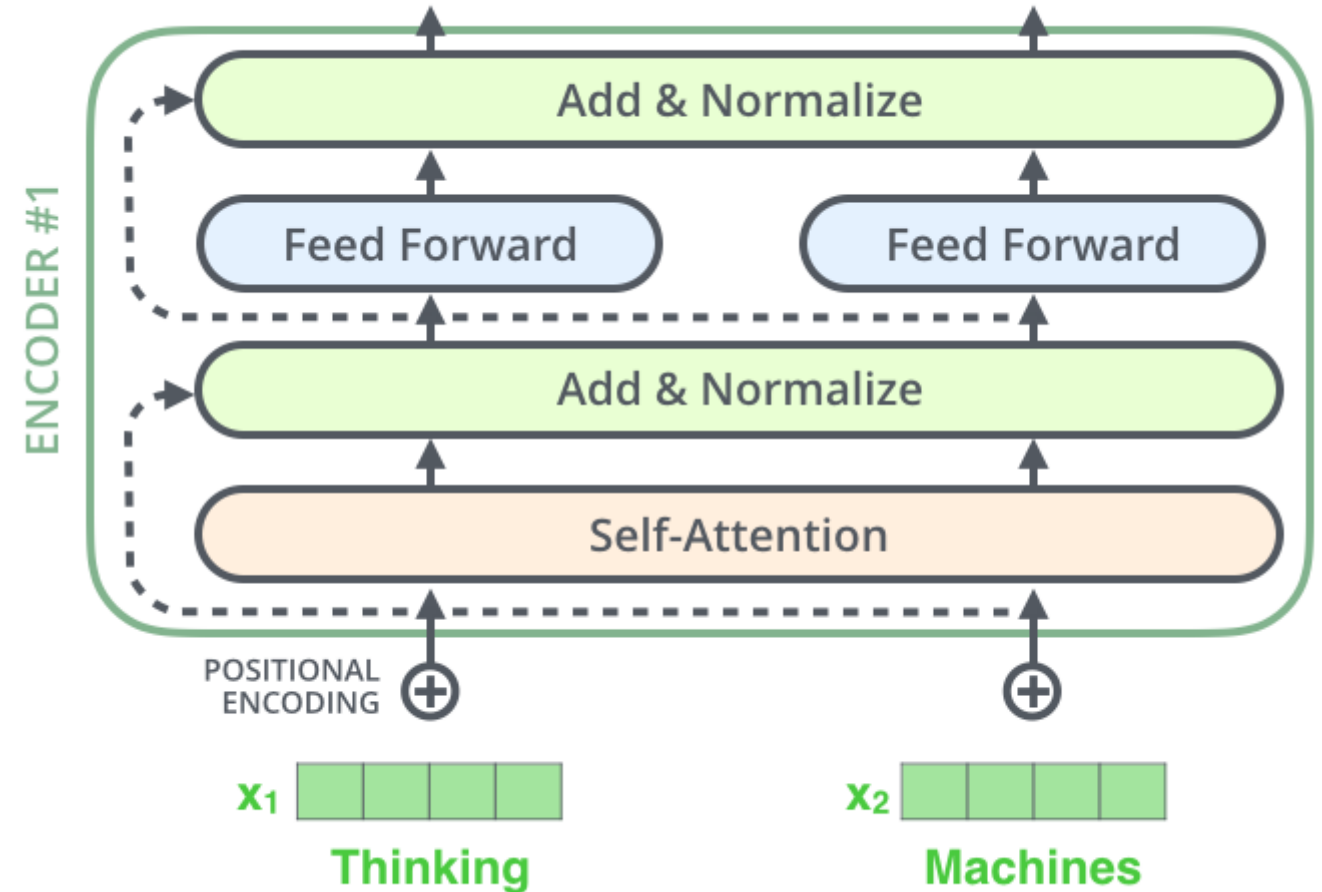 ENCODER #1
Add & Normalize
Feed Forward
Feed Forward
Add & Normalize
Self-Attention
POSITIONAL
ENCODING
x₁
x₂
Thinking
Machines